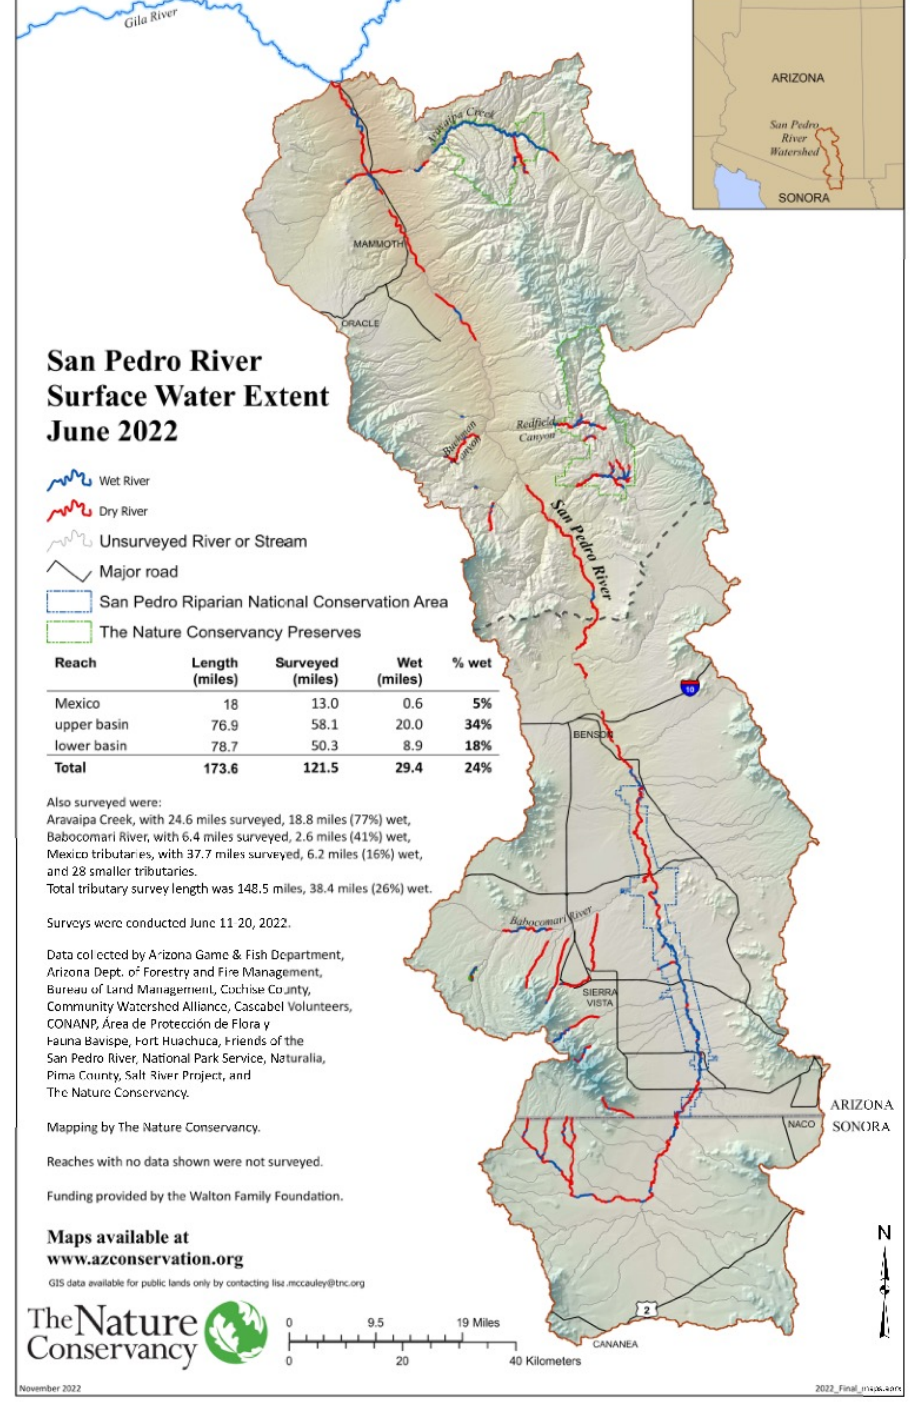 Gila River
Aravaipa Creek
ARIZONA
San Pedro
River
Watershed
SONORA
MAMMOTH
ORACLE
San Pedro River
Surface Water Extent
June 2022
Redfield
Canyon
Buehman
Canyon
San Pedro River
Wet River
Dry River
Unsurveyed River or Stream
Major road
San Pedro Riparian National Conservation Area
The Nature Conservancy Preserves
Reach Length (miles) Surveyed (miles) Wet (miles) % wet
Mexico 18 13.0 0.6 5%
upper basin 76.9 58.1 20.0 34%
lower basin 78.7 50.3 8.9 18%
Total 173.6 121.5 29.4 24%
10
BENSON
Also surveyed were:
Aravaipa Creek, with 24.6 miles surveyed, 18.8 miles (77%) wet,
Babocomari River, with 6.4 miles surveyed, 2.6 miles (41%) wet,
Mexico tributaries, with 37.7 miles surveyed, 6.2 miles (16%) wet,
and 28 smaller tributaries.
Total tributary survey length was 148.5 miles, 38.4 miles (26%) wet.
Surveys were conducted June 11-20, 2022.
Babocomari River
Data collected by Arizona Game & Fish Department,
Arizona Dept. of Forestry and Fire Management,
Bureau of Land Management, Cochise County,
Community Watershed Alliance, Cascabel Volunteers,
CONANP, Área de Protección de Flora y
Fauna Bavispe, Fort Huachuca, Friends of the
San Pedro River, National Park Service, Naturalia,
Pima County, Salt River Project, and
The Nature Conservancy.
SIERRA
VISTA
Mapping by The Nature Conservancy.
ARIZONA
SONORA
NACO
Reaches with no data shown were not surveyed.
Funding provided by the Walton Family Foundation.
Maps available at
www.azconservation.org
GIS data available for public lands only by contacting lisa.mccauley@tnc.org
N
2
CANANEA
The Nature
Conservancy
0 9.5 19 Miles
0 20 40 Kilometers
November 2022
2022_Final_maps.aprx